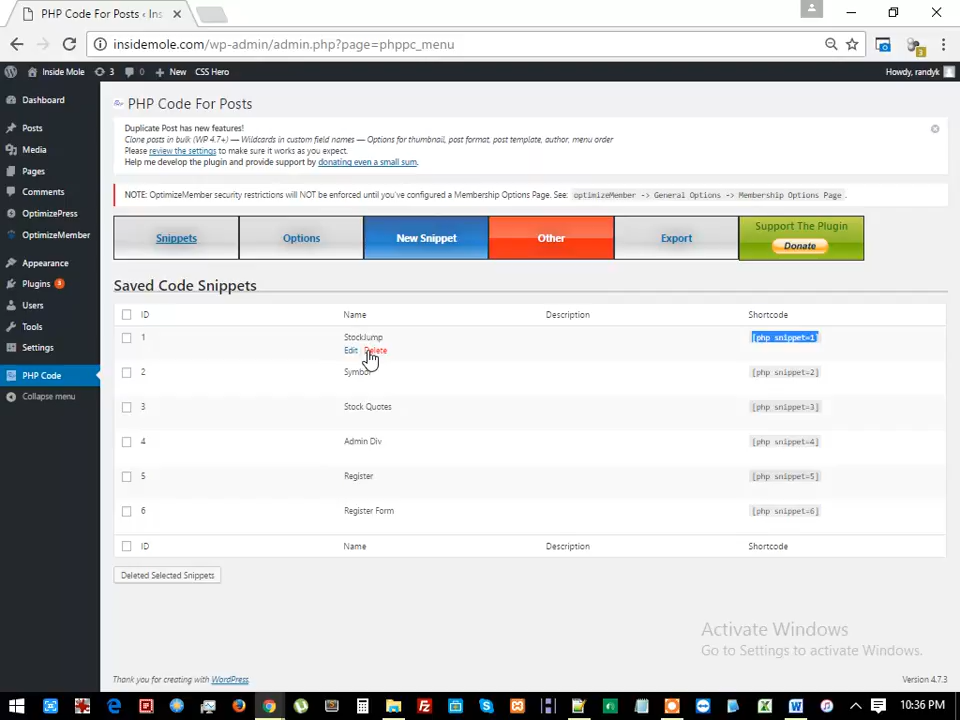 PHP Code For Posts ‹ Ins
insidemole.com/wp-admin/admin.php?page=phppc_menu
Inside Mole 3 0 New CSS Hero Howdy, randyk
Dashboard
Posts
Media
Pages
Comments
OptimizePress
OptimizeMember
Appearance
Plugins 3
Users
Tools
Settings
PHP Code
Collapse menu
PHP Code For Posts
Duplicate Post has new features!
Clone posts in bulk (WP 4.7+) — Wildcards in custom field names — Options for thumbnail, post format, post template, author, menu order
Please review the settings to make sure it works as you expect.
Help me develop the plugin and provide support by donating even a small sum.
NOTE: OptimizeMember security restrictions will NOT be enforced until you've configured a Membership Options Page. See: optimizeMember -> General Options -> Membership Options Page.
Snippets Options New Snippet Other Export Support The Plugin
Donate
Saved Code Snippets
ID Name Description Shortcode
1 StockJump [php snippet=1]
Edit | Delete
2 Symbol [php snippet=2]
3 Stock Quotes [php snippet=3]
4 Admin Div [php snippet=4]
5 Register [php snippet=5]
6 Register Form [php snippet=6]
ID Name Description Shortcode
Deleted Selected Snippets
Activate Windows
Go to Settings to activate Windows.
Thank you for creating with WordPress. Version 4.7.3
10:36 PM